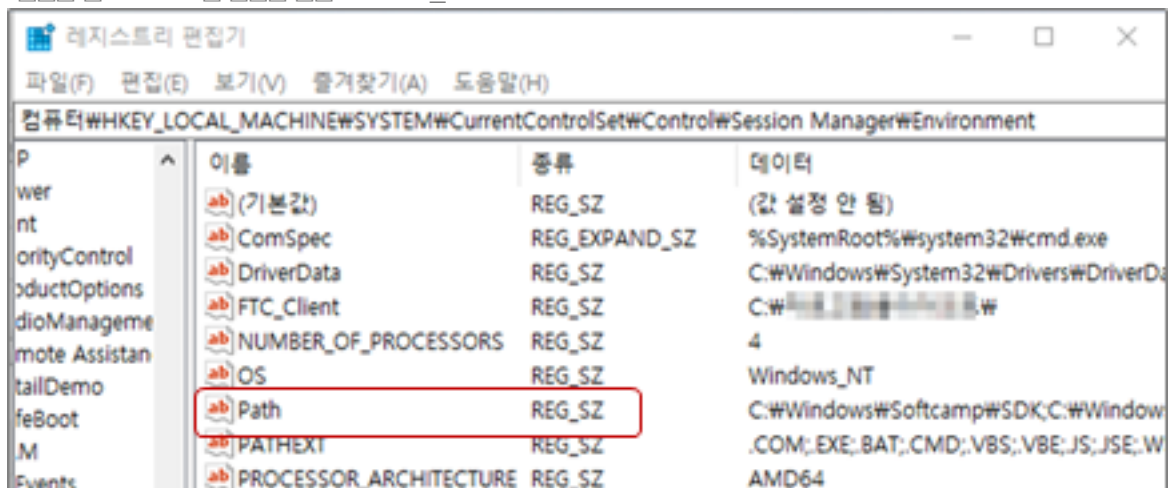 레지스트리 편집기
파일(F) 편집(E) 보기(V) 즐겨찾기(A) 도움말(H)
컴퓨터₩HKEY_LOCAL_MACHINE₩SYSTEM₩CurrentControlSet₩Control₩Session Manager₩Environment
P 이름 종류 데이터
wer (기본값) REG_SZ (값 설정 안 됨)
nt ComSpec REG_EXPAND_SZ %SystemRoot%₩system32₩cmd.exe
orityControl DriverData REG_SZ C:₩Windows₩System32₩Drivers₩DriverDa
oductOptions FTC_Client REG_SZ C:₩ ₩
dioManageme NUMBER_OF_PROCESSORS REG_SZ 4
mote Assistan OS REG_SZ Windows_NT
tailDemo Path REG_SZ C:₩Windows₩Softcamp₩SDK;C:₩Window
feBoot PATHEXT REG_SZ .COM;.EXE;.BAT;.CMD;.VBS;.VBE;.JS;.JSE;.W
.M PROCESSOR_ARCHITECTURE REG_SZ AMD64
Events